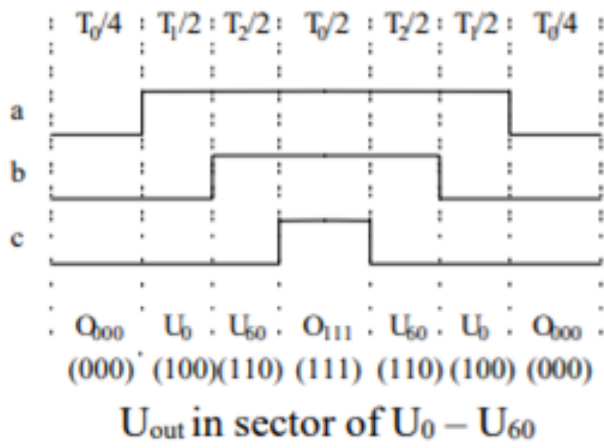 T₀/4 T₁/2 T₂/2 T₀/2 T₂/2 T₁/2 T₀/4
a
b
c
O₀₀₀ U₀ U₆₀ O₁₁₁ U₆₀ U₀ O₀₀₀
(000) (100)(110) (111) (110) (100) (000)
U_out in sector of U₀ – U₆₀